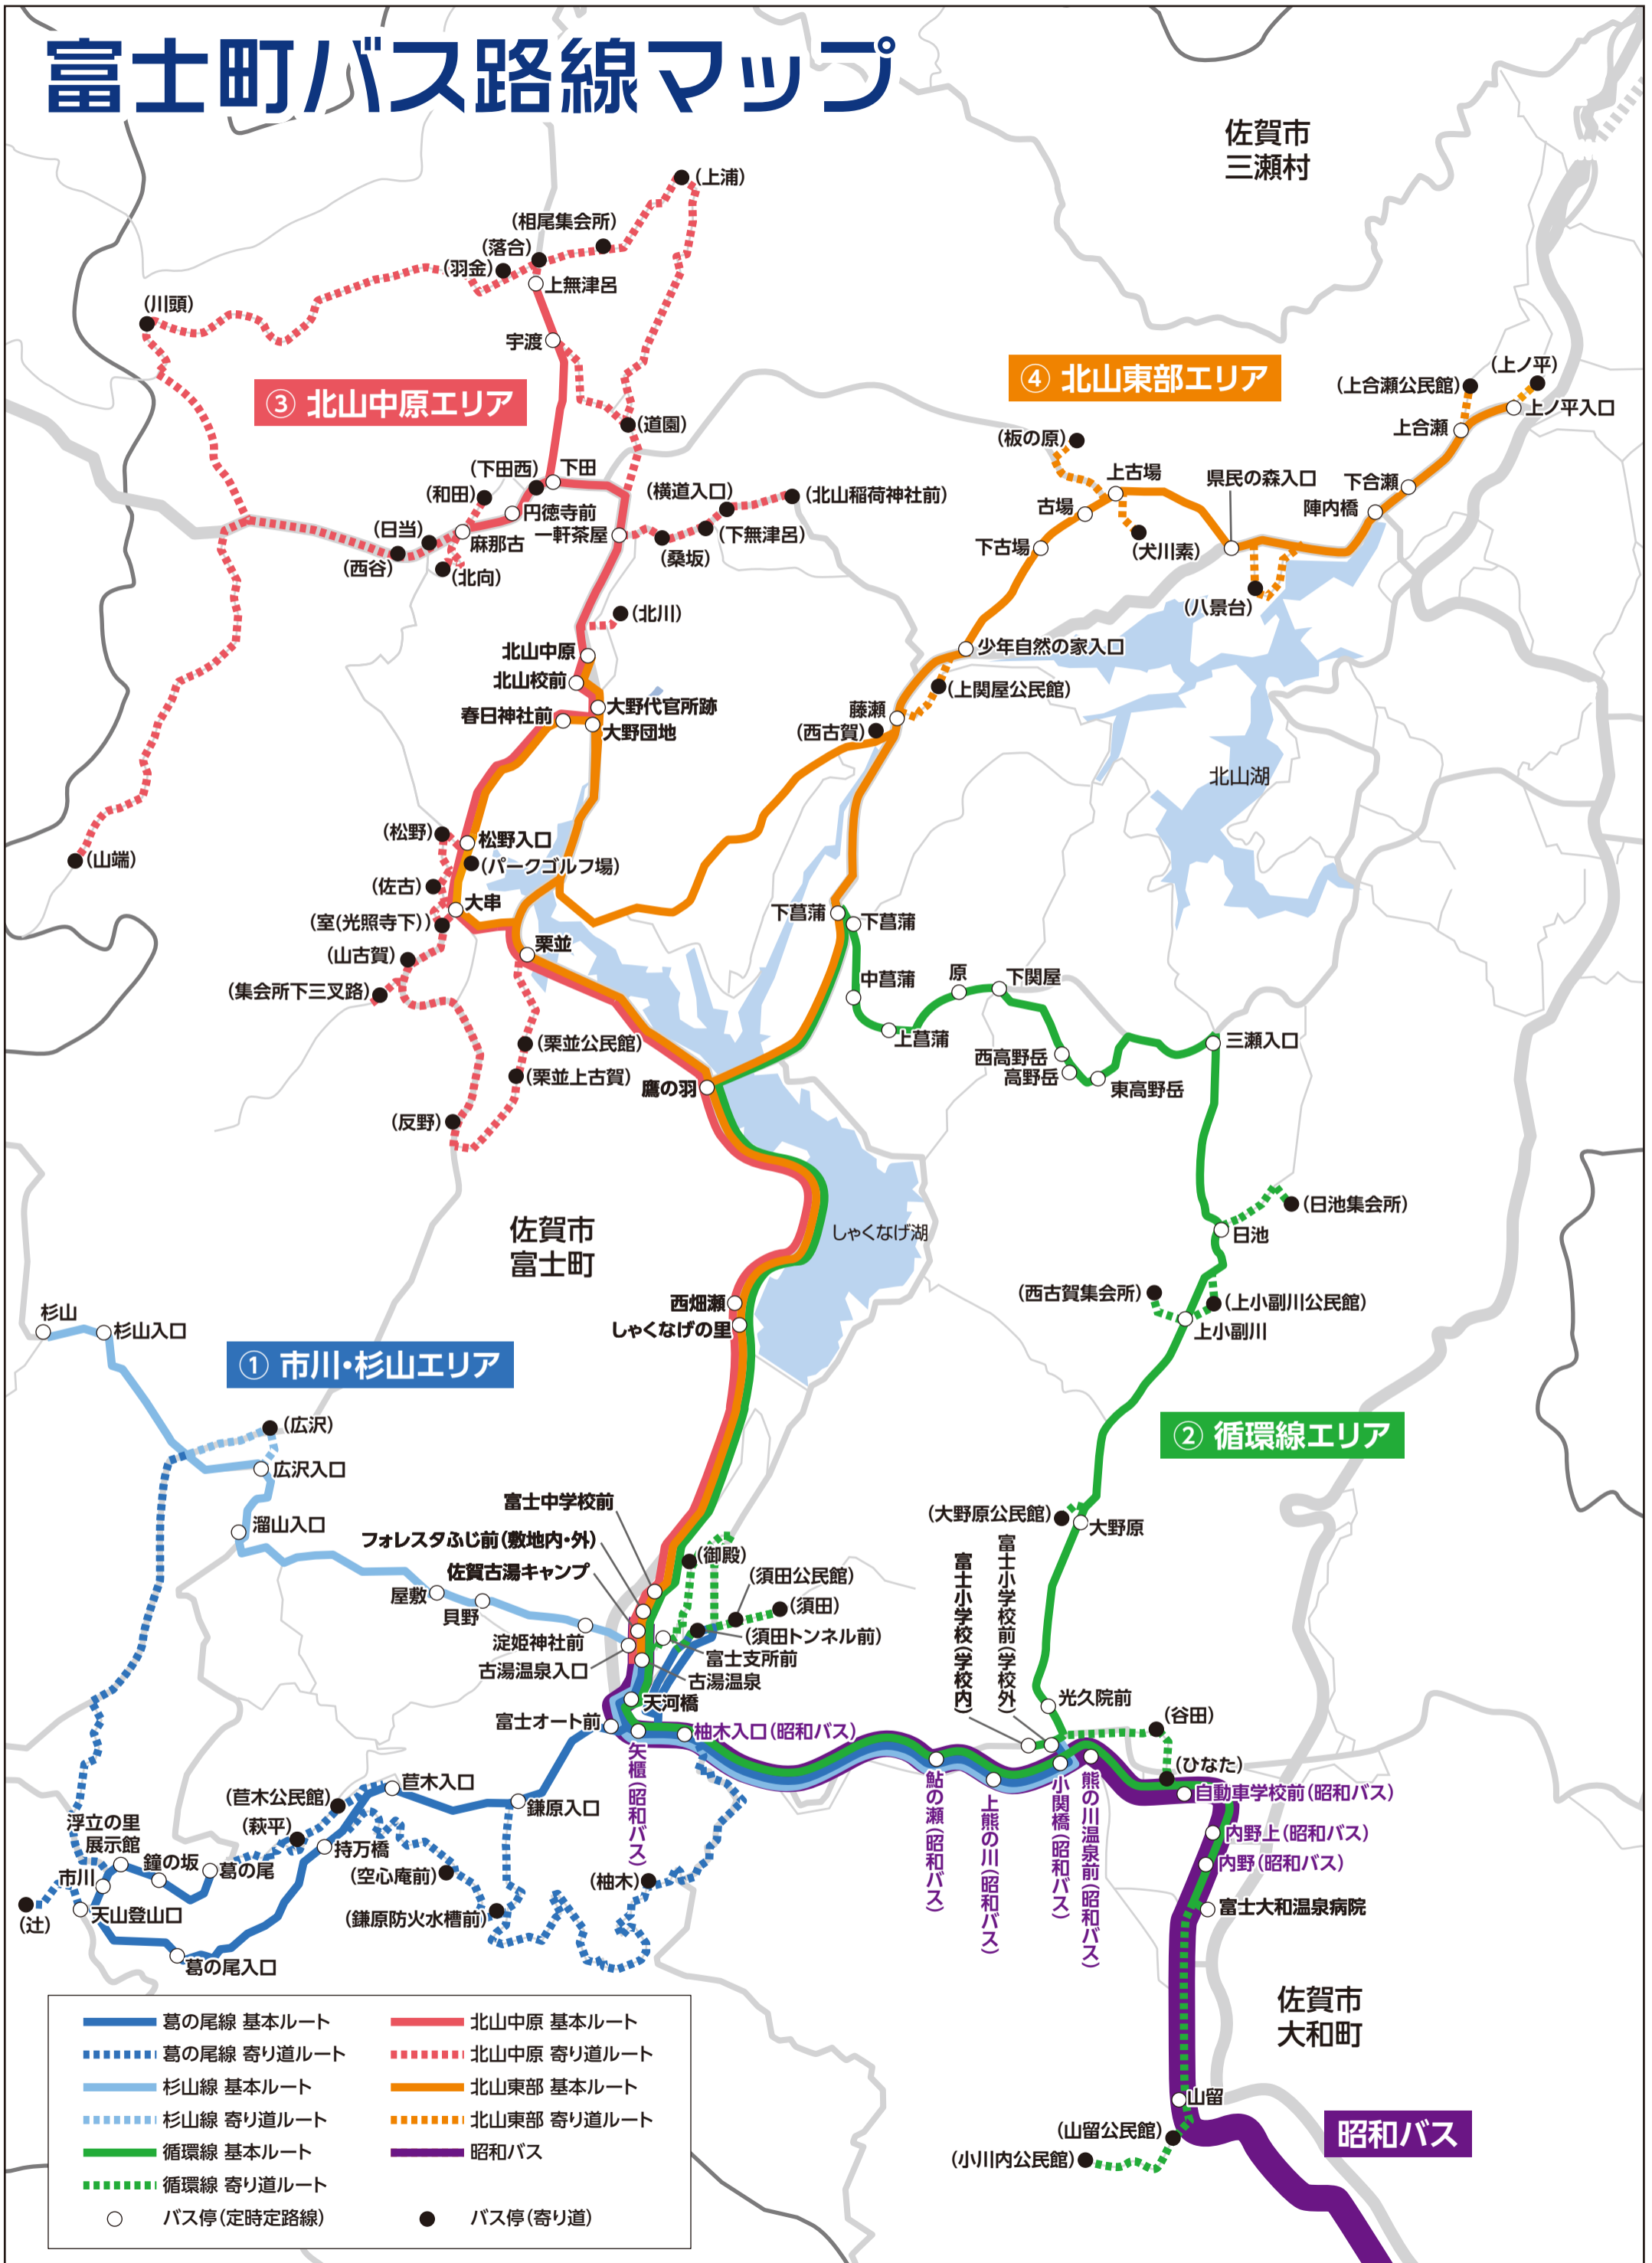 富士町バス路線マップ
佐賀市
三瀬村
(上浦)
(相尾集会所)
(落合)
(羽金)
上無津呂
(川頭)
宇渡
③ 北山中原エリア
④ 北山東部エリア
(上ノ平)
(上合瀬公民館)
上ノ平入口
上合瀬
(道園)
(板の原)
上古場
県民の森入口
下合瀬
陣内橋
(下田西)
下田
(和田)
(横道入口)
(北山稲荷神社前)
円徳寺前
古場
(日当)
麻那古
一軒茶屋
(下無津呂)
(桑坂)
下古場
(犬川素)
(西谷)
(北向)
(八景台)
(北川)
北山中原
少年自然の家入口
北山校前
(上関屋公民館)
大野代官所跡
春日神社前
大野団地
藤瀬
(西古賀)
北山湖
(松野)
松野入口
(パークゴルフ場)
(山端)
(佐古)
大串
(室(光照寺下))
下菖蒲
下菖蒲
栗並
(山古賀)
(集会所下三叉路)
中菖蒲
原
下関屋
上菖蒲
(栗並公民館)
三瀬入口
西高野岳
高野岳
東高野岳
(栗並上古賀)
鷹の羽
(反野)
佐賀市
富士町
しゃくなげ湖
(日池集会所)
日池
(西古賀集会所)
(上小副川公民館)
上小副川
西畑瀬
しゃくなげの里
杉山
杉山入口
① 市川・杉山エリア
(広沢)
広沢入口
② 循環線エリア
富士中学校前
(大野原公民館)
大野原
溜山入口
フォレスタふじ前(敷地内・外)
佐賀古湯キャンプ
(御殿)
(須田公民館)
(須田)
屋敷
貝野
淀姫神社前
(須田トンネル前)
富士支所前
古湯温泉入口
古湯温泉
富士小学校(学校内)
富士小学校前(学校外)
光久院前
天河橋
富士オート前
柚木入口(昭和バス)
(谷田)
(ひなた)
自動車学校前(昭和バス)
矢櫃(昭和バス)
鮎の瀬(昭和バス)
上熊の川(昭和バス)
小関橋(昭和バス)
熊の川温泉前(昭和バス)
内野上(昭和バス)
内野(昭和バス)
富士大和温泉病院
苣木入口
(苣木公民館)
鎌原入口
(萩平)
浮立の里
展示館
持万橋
鐘の坂
葛の尾
市川
(空心庵前)
(柚木)
(辻)
天山登山口
(鎌原防火水槽前)
葛の尾入口
佐賀市
大和町
山留
(山留公民館)
(小川内公民館)
昭和バス
葛の尾線 基本ルート
葛の尾線 寄り道ルート
杉山線 基本ルート
杉山線 寄り道ルート
循環線 基本ルート
循環線 寄り道ルート
バス停(定時定路線)
北山中原 基本ルート
北山中原 寄り道ルート
北山東部 基本ルート
北山東部 寄り道ルート
昭和バス
バス停(寄り道)